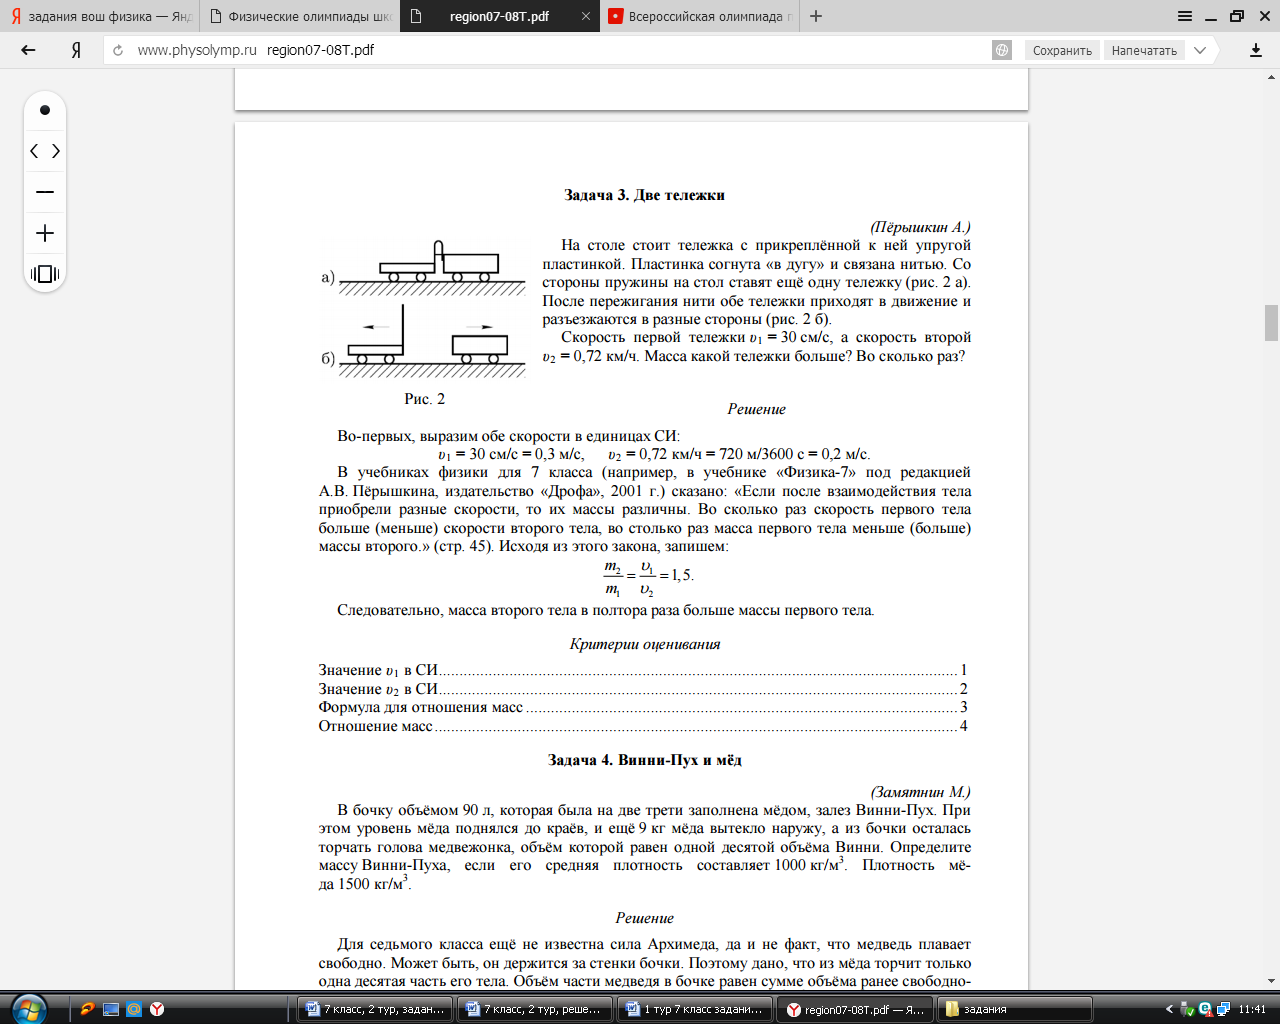 задания вош физика — Янд
Физические олимпиады шко
region07-08T.pdf
Всероссийская олимпиада п
www.physolymp.ru region07-08T.pdf
Сохранить
Напечатать
Задача 3. Две тележки
(Пёрышкин А.)
На столе стоит тележка с прикреплённой к ней упругой
пластинкой. Пластинка согнута «в дугу» и связана нитью. Со
стороны пружины на стол ставят ещё одну тележку (рис. 2 а).
После пережигания нити обе тележки приходят в движение и
разъезжаются в разные стороны (рис. 2 б).
Скорость первой тележки υ₁ = 30 см/с, а скорость второй
υ₂ = 0,72 км/ч. Масса какой тележки больше? Во сколько раз?
а)
б)
Рис. 2
Решение
Во-первых, выразим обе скорости в единицах СИ:
υ₁ = 30 см/с = 0,3 м/с, υ₂ = 0,72 км/ч = 720 м/3600 с = 0,2 м/с.
В учебниках физики для 7 класса (например, в учебнике «Физика-7» под редакцией
А.В. Пёрышкина, издательство «Дрофа», 2001 г.) сказано: «Если после взаимодействия тела
приобрели разные скорости, то их массы различны. Во сколько раз скорость первого тела
больше (меньше) скорости второго тела, во столько раз масса первого тела меньше (больше)
массы второго.» (стр. 45). Исходя из этого закона, запишем:
m₂/m₁ = υ₁/υ₂ = 1,5.
Следовательно, масса второго тела в полтора раза больше массы первого тела.
Критерии оценивания
Значение υ₁ в СИ 1
Значение υ₂ в СИ 2
Формула для отношения масс 3
Отношение масс 4
Задача 4. Винни-Пух и мёд
(Замятнин М.)
В бочку объёмом 90 л, которая была на две трети заполнена мёдом, залез Винни-Пух. При
этом уровень мёда поднялся до краёв, и ещё 9 кг мёда вытекло наружу, а из бочки осталась
торчать голова медвежонка, объём которой равен одной десятой объёма Винни. Определите
массу Винни-Пуха, если его средняя плотность составляет 1000 кг/м³. Плотность мё-
да 1500 кг/м³.
Решение
Для седьмого класса ещё не известна сила Архимеда, да и не факт, что медведь плавает
свободно. Может быть, он держится за стенки бочки. Поэтому дано, что из мёда торчит только
одна десятая часть его тела. Объём части медведя в бочке равен сумме объёма ранее свободно-
7 класс, 2 тур, задан...
7 класс, 2 тур, реше...
1 тур 7 класс задани...
region07-08T.pdf — Я...
задания
11:41